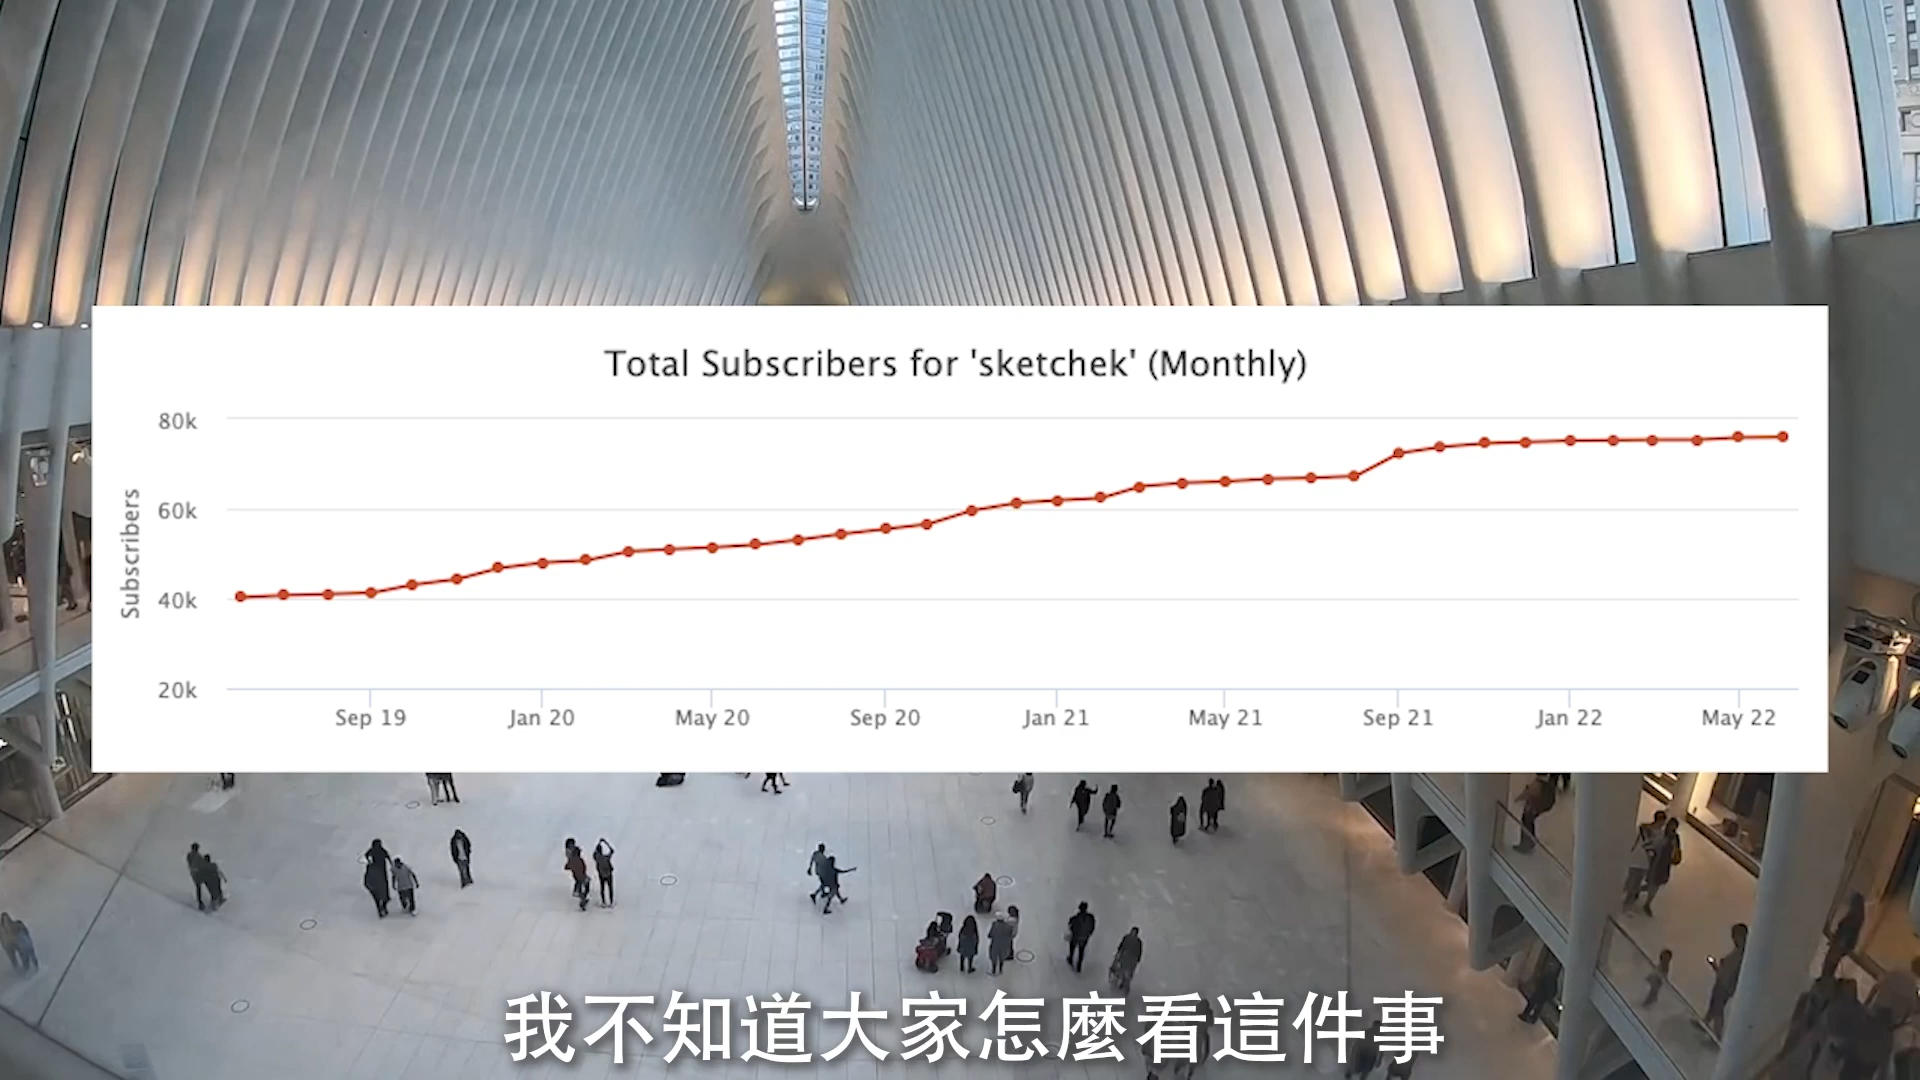 Total Subscribers for 'sketchek' (Monthly)
80k
60k
40k
20k
Subscribers
Sep 19 Jan 20 May 20 Sep 20 Jan 21 May 21 Sep 21 Jan 22 May 22
我不知道大家怎麼看這件事